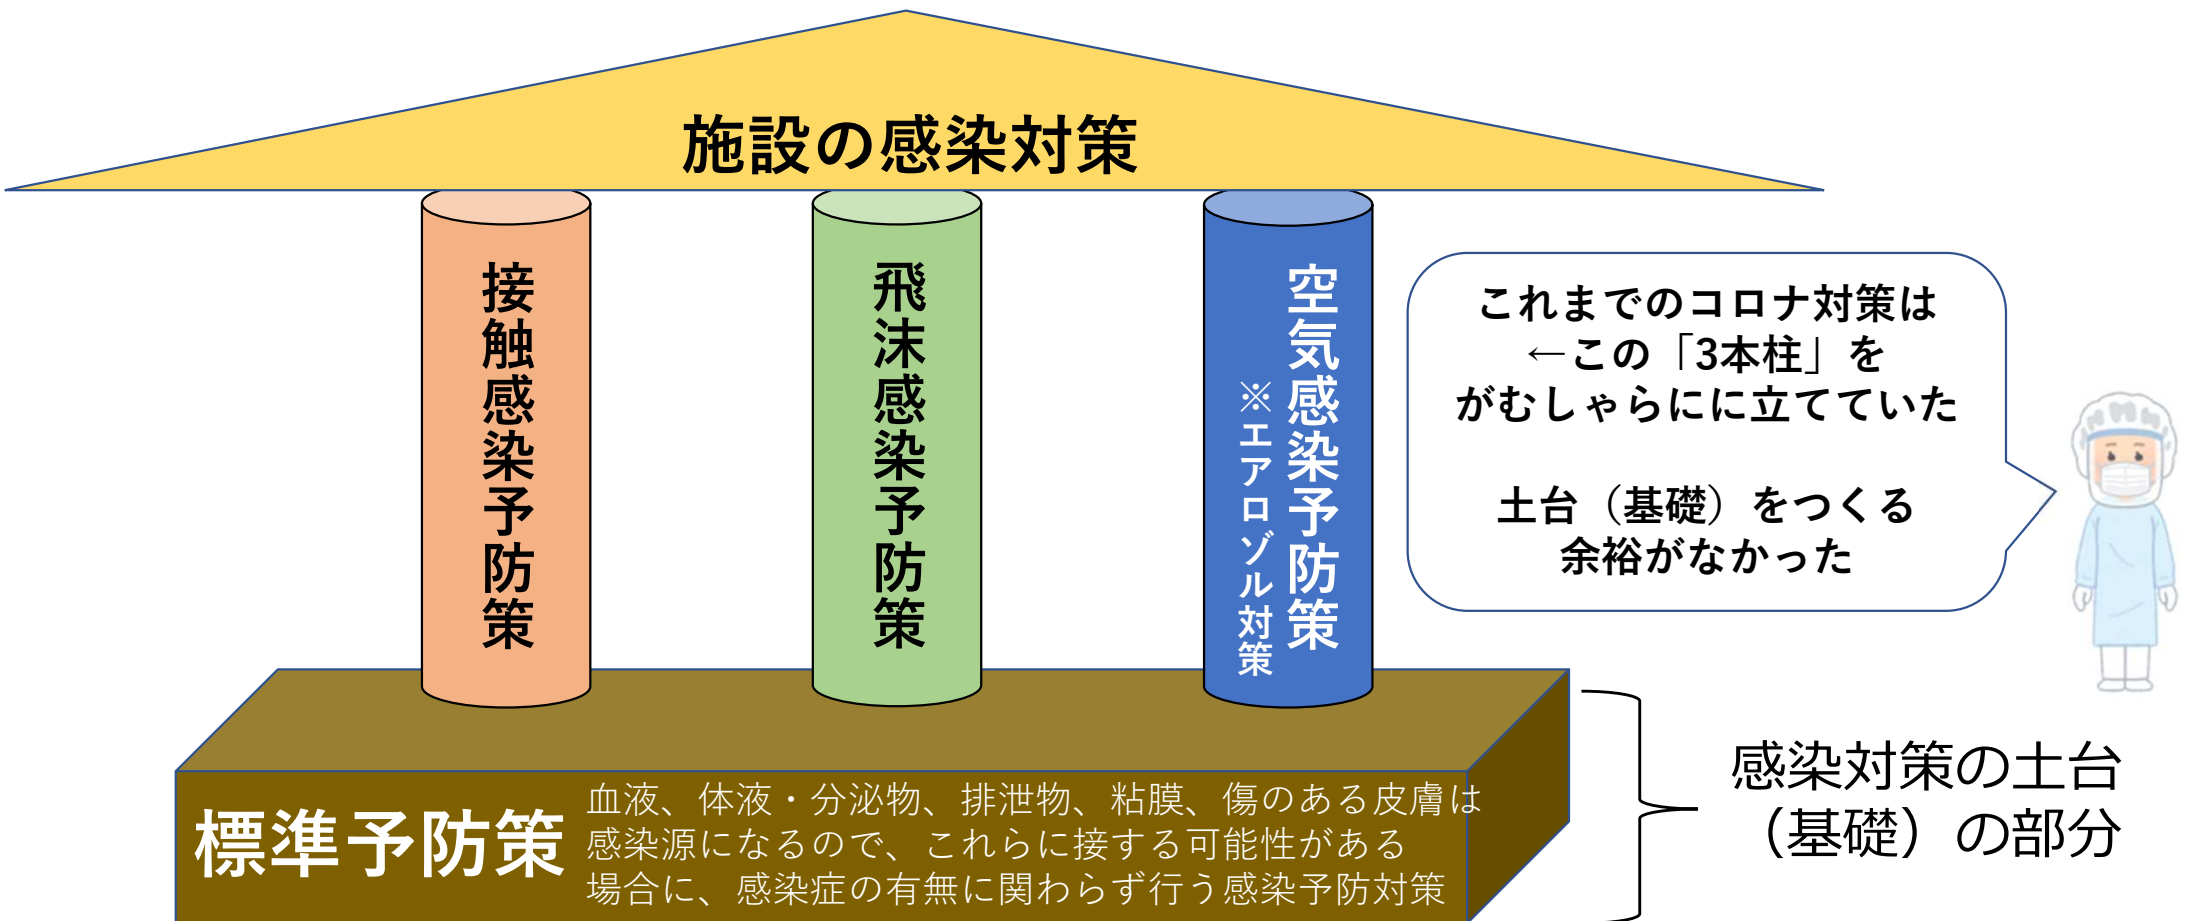 施設の感染対策
接触感染予防策
飛沫感染予防策
空気感染予防策
※エアロゾル対策
これまでのコロナ対策は
←この「3本柱」を
がむしゃらにに立てていた
土台（基礎）をつくる
余裕がなかった
標準予防策
血液、体液・分泌物、排泄物、粘膜、傷のある皮膚は
感染源になるので、これらに接する可能性がある
場合に、感染症の有無に関わらず行う感染予防対策
感染対策の土台
（基礎）の部分